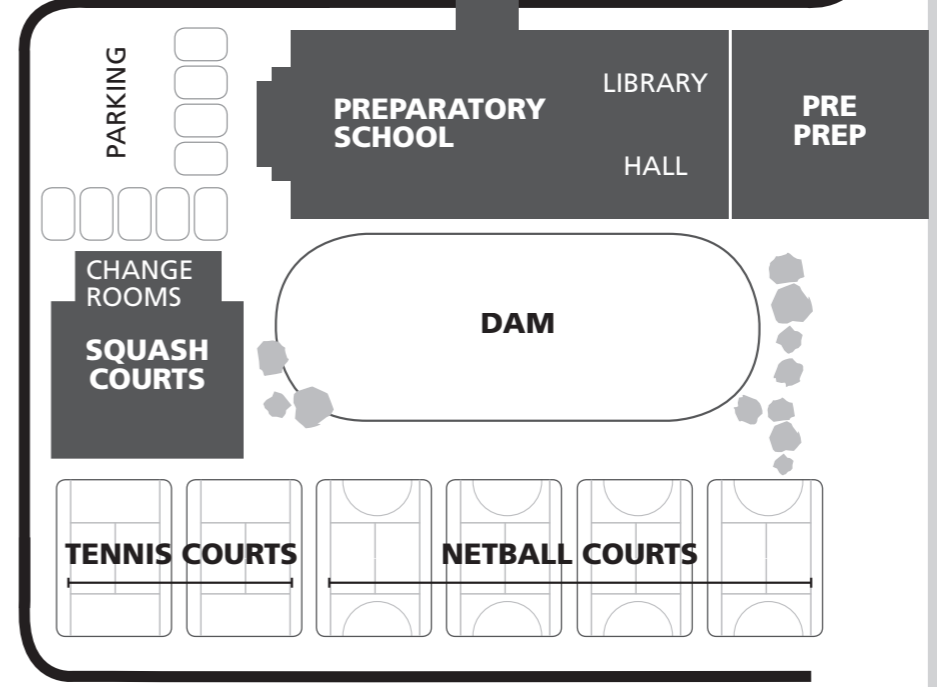 PARKING
PREPARATORY
SCHOOL
LIBRARY
HALL
PRE
PREP
CHANGE
ROOMS
SQUASH
COURTS
DAM
TENNIS COURTS
NETBALL COURTS